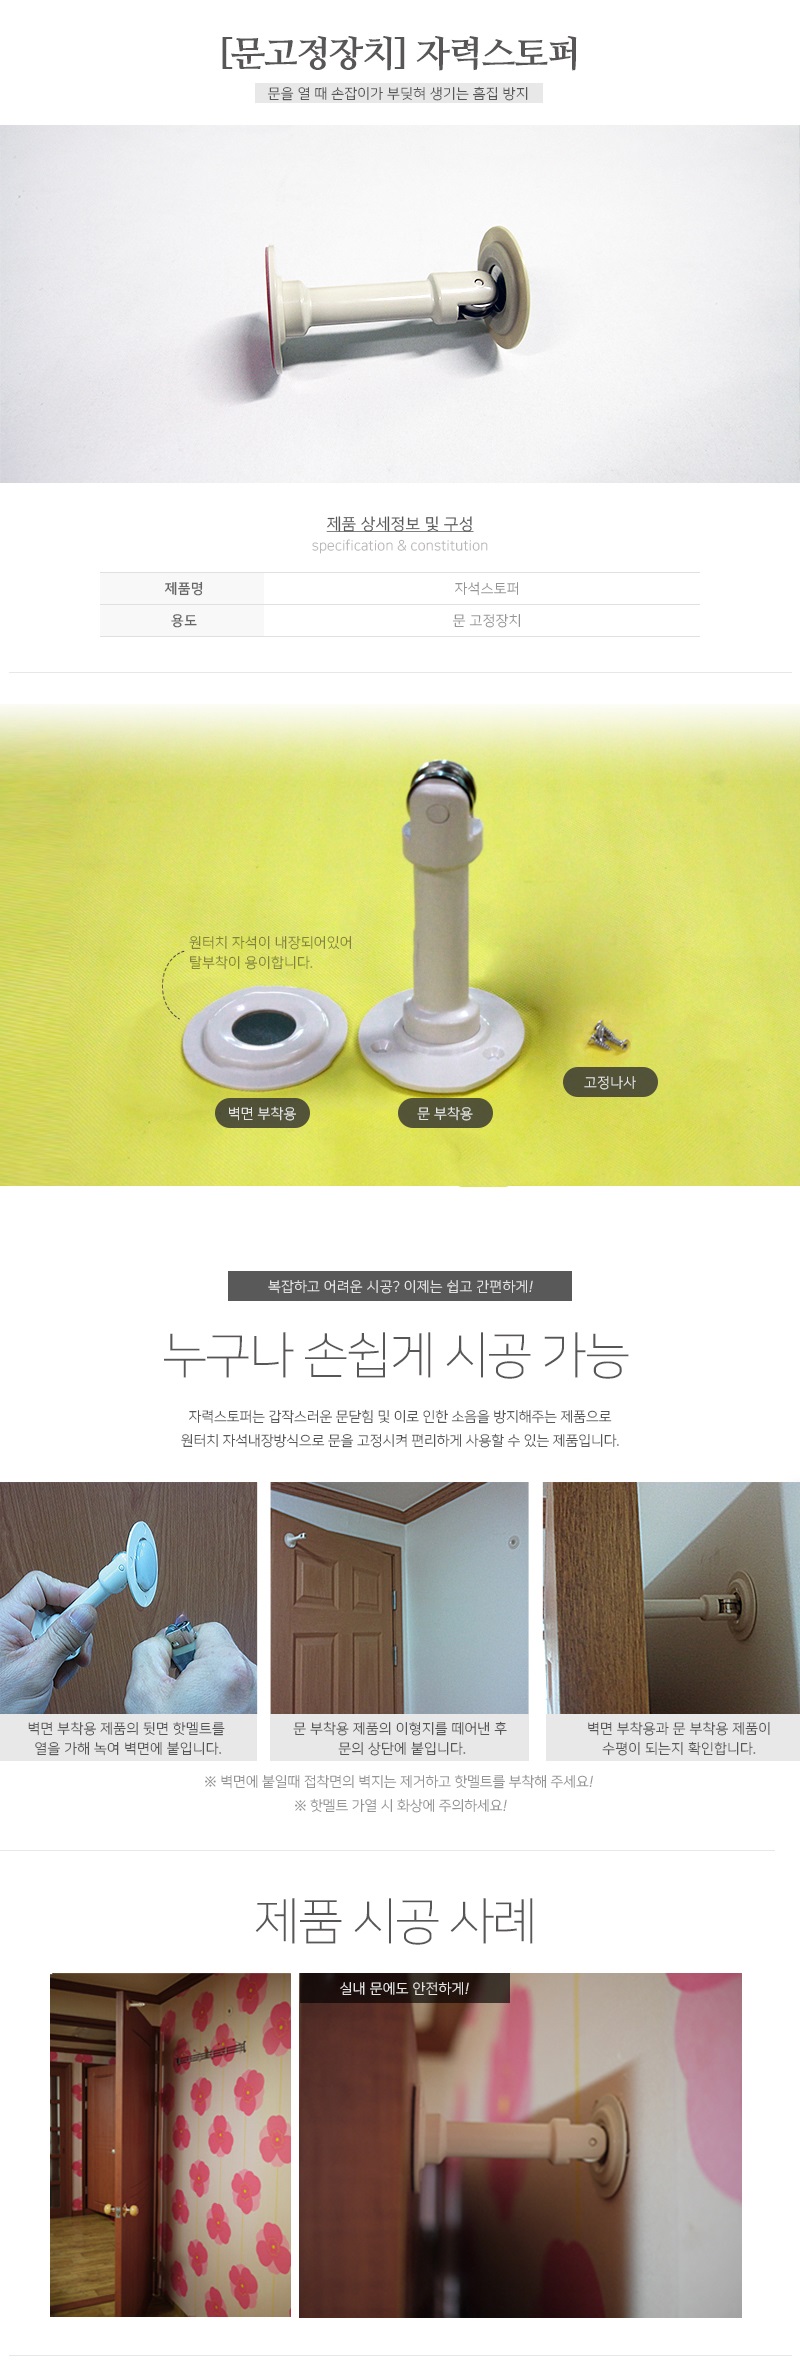 [문고정장치] 자력스토퍼
문을 열 때 손잡이가 부딪혀 생기는 흠집 방지
제품 상세정보 및 구성
specification & constitution
제품명 자석스토퍼
용도 문 고정장치
원터치 자석이 내장되어있어
탈부착이 용이합니다.
벽면 부착용
문 부착용
고정나사
복잡하고 어려운 시공? 이제는 쉽고 간편하게!
누구나 손쉽게 시공 가능
자력스토퍼는 갑작스러운 문닫힘 및 이로 인한 소음을 방지해주는 제품으로
원터치 자석내장방식으로 문을 고정시켜 편리하게 사용할 수 있는 제품입니다.
벽면 부착용 제품의 뒷면 핫멜트를
열을 가해 녹여 벽면에 붙입니다.
문 부착용 제품의 이형지를 떼어낸 후
문의 상단에 붙입니다.
벽면 부착용과 문 부착용 제품이
수평이 되는지 확인합니다.
※ 벽면에 붙일때 접착면의 벽지는 제거하고 핫멜트를 부착해 주세요!
※ 핫멜트 가열 시 화상에 주의하세요!
제품 시공 사례
실내 문에도 안전하게!